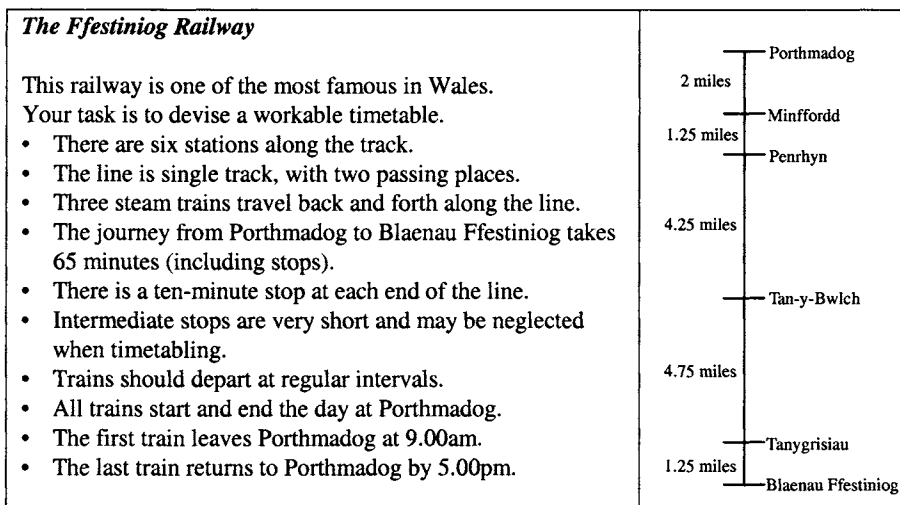 The Ffestiniog Railway
This railway is one of the most famous in Wales.
Your task is to devise a workable timetable.
• There are six stations along the track.
• The line is single track, with two passing places.
• Three steam trains travel back and forth along the line.
• The journey from Porthmadog to Blaenau Ffestiniog takes
65 minutes (including stops).
• There is a ten-minute stop at each end of the line.
• Intermediate stops are very short and may be neglected
when timetabling.
• Trains should depart at regular intervals.
• All trains start and end the day at Porthmadog.
• The first train leaves Porthmadog at 9.00am.
• The last train returns to Porthmadog by 5.00pm.
Porthmadog
2 miles
Minffordd
1.25 miles
Penrhyn
4.25 miles
Tan-y-Bwlch
4.75 miles
Tanygrisiau
1.25 miles
Blaenau Ffestiniog